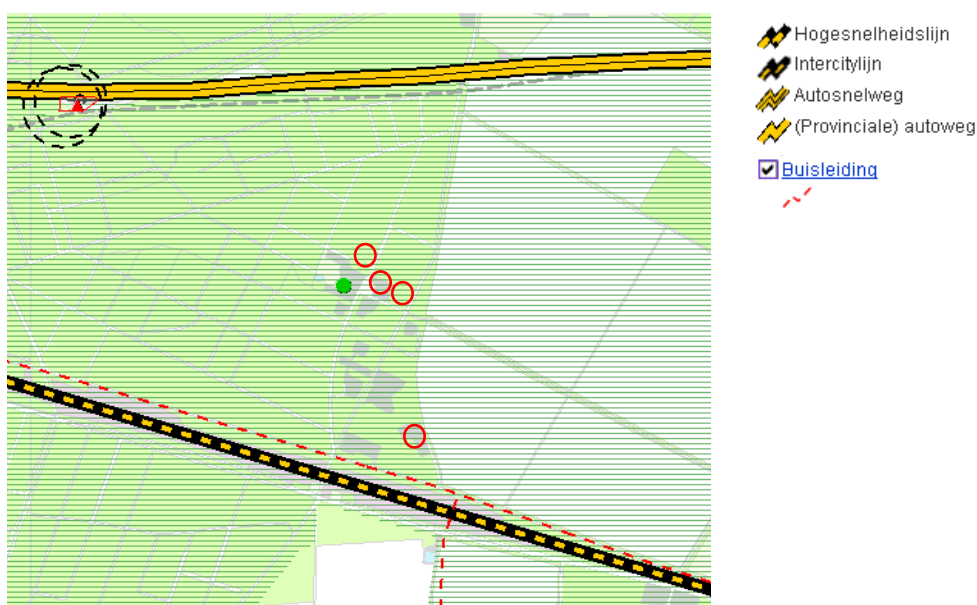 Hogesnelheidslijn
Intercitylijn
Autosnelweg
(Provinciale) autoweg
Buisleiding